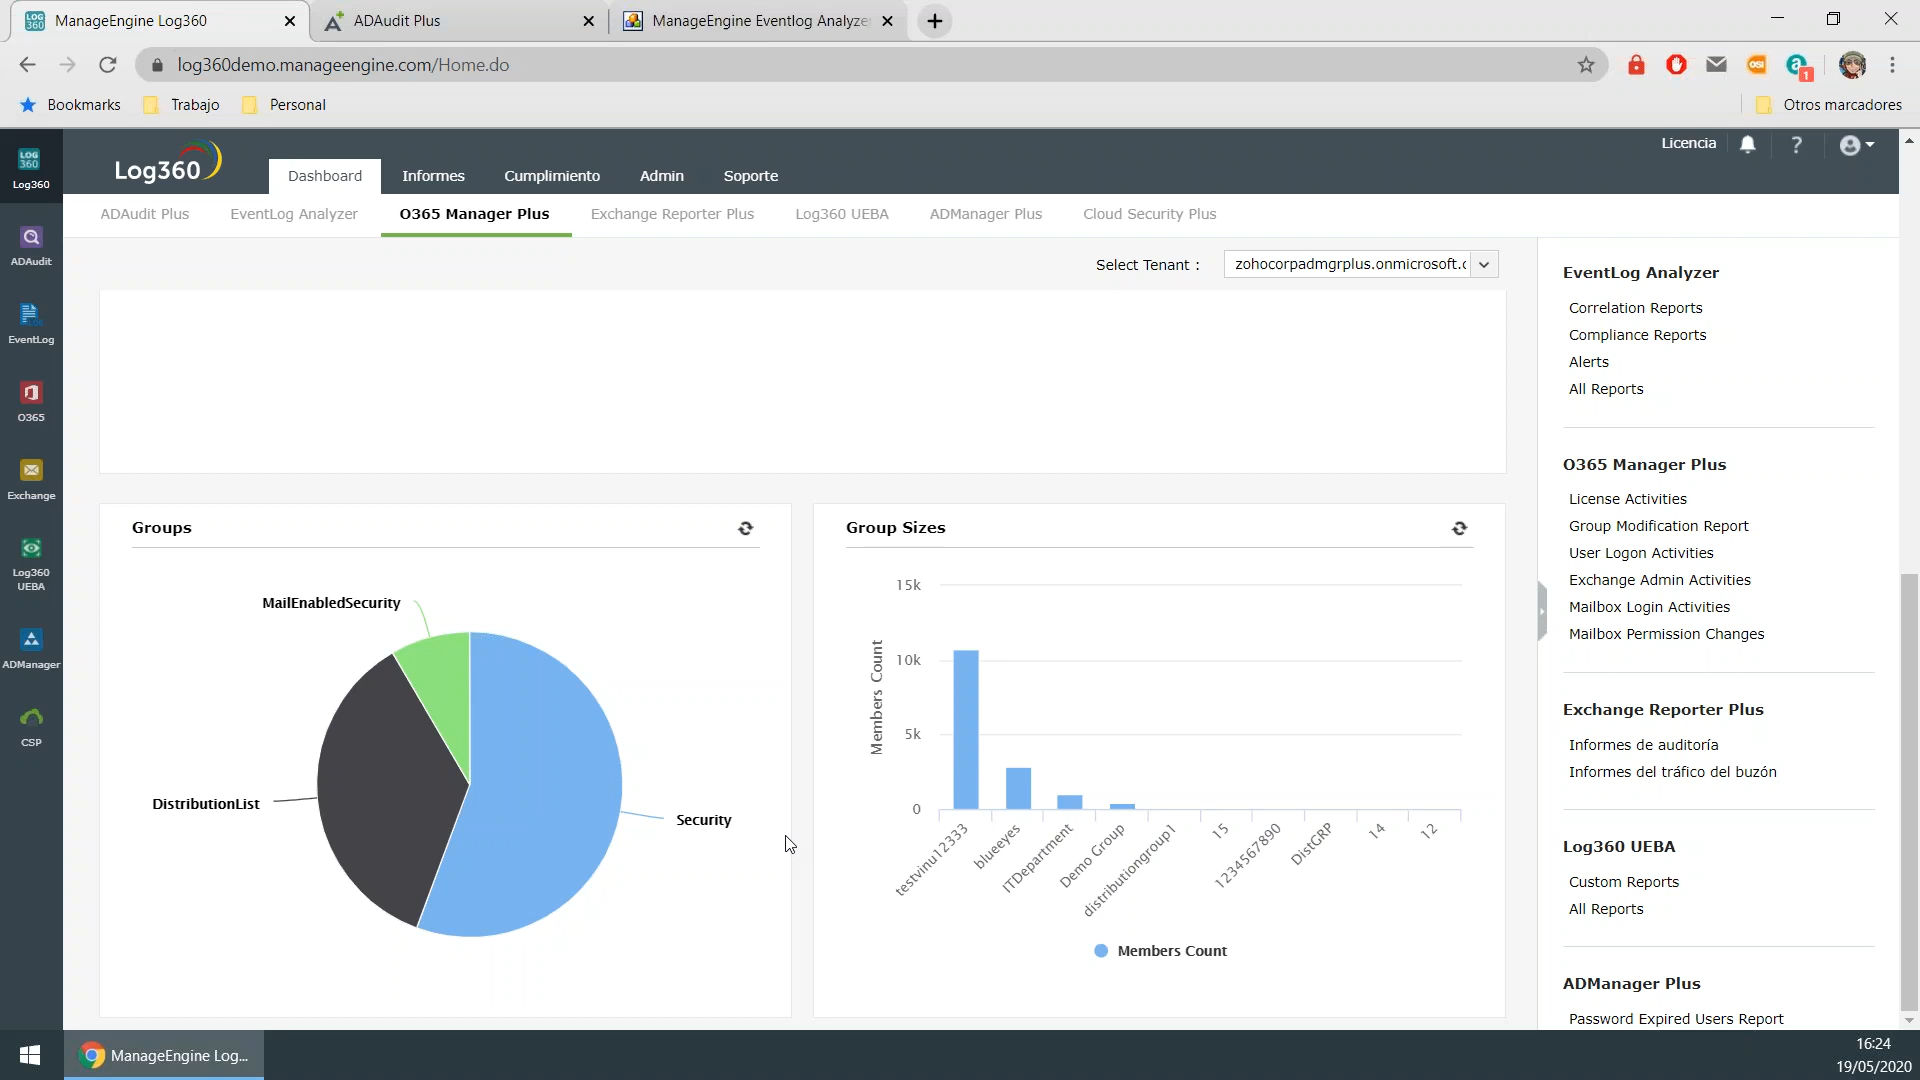 ManageEngine Log360
ADAudit Plus
ManageEngine Eventlog Analyze
log360demo.manageengine.com/Home.do
1
Bookmarks
Trabajo
Personal
Otros marcadores
LOG
360
Log360
Log360
Dashboard
Informes
Cumplimiento
Admin
Soporte
Licencia
?
ADAudit Plus
EventLog Analyzer
O365 Manager Plus
Exchange Reporter Plus
Log360 UEBA
ADManager Plus
Cloud Security Plus
ADAudit
EventLog
O365
Exchange
Log360
UEBA
ADManager
CSP
Select Tenant :
zohocorpadmgrplus.onmicrosoft.c
Groups
MailEnabledSecurity
DistributionList
Security
Group Sizes
15k
10k
5k
0
Members Count
testvinu12333
blueeyes
ITDepartment
Demo Group
distributiongroup1
15
1234567890
DistGRP
14
12
Members Count
EventLog Analyzer
Correlation Reports
Compliance Reports
Alerts
All Reports
O365 Manager Plus
License Activities
Group Modification Report
User Logon Activities
Exchange Admin Activities
Mailbox Login Activities
Mailbox Permission Changes
Exchange Reporter Plus
Informes de auditoría
Informes del tráfico del buzón
Log360 UEBA
Custom Reports
All Reports
ADManager Plus
Password Expired Users Report
ManageEngine Log...
16:24
19/05/2020